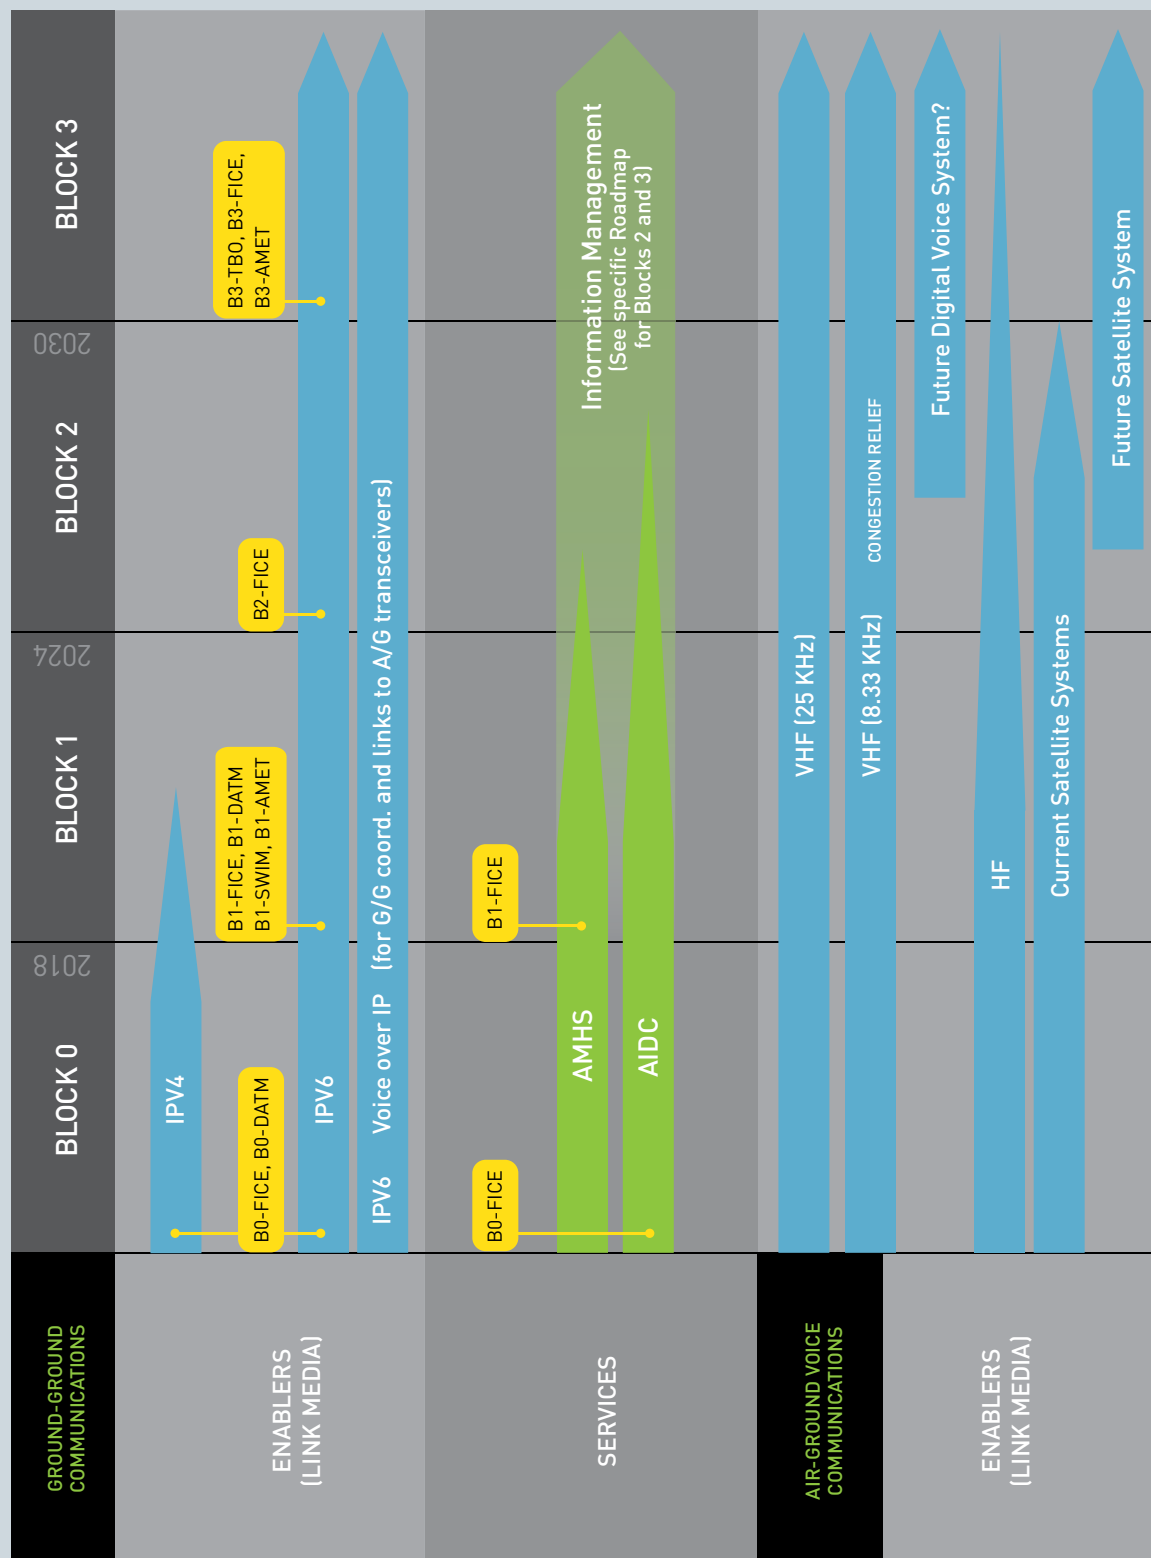 GROUND-GROUND
COMMUNICATIONS
BLOCK 0
2018
BLOCK 1
2024
BLOCK 2
2030
BLOCK 3
ENABLERS
(LINK MEDIA)
IPV4
B0-FICE, B0-DATM
B1-FICE, B1-DATM
B1-SWIM, B1-AMET
B2-FICE
B3-TBO, B3-FICE,
B3-AMET
IPV6
IPV6 Voice over IP (for G/G coord. and links to A/G transceivers)
SERVICES
B0-FICE
B1-FICE
AMHS
AIDC
Information Management
(See specific Roadmap
for Blocks 2 and 3)
AIR-GROUND VOICE
COMMUNICATIONS
ENABLERS
(LINK MEDIA)
VHF (25 KHz)
VHF (8.33 KHz) CONGESTION RELIEF
Future Digital Voice System?
HF
Current Satellite Systems
Future Satellite System